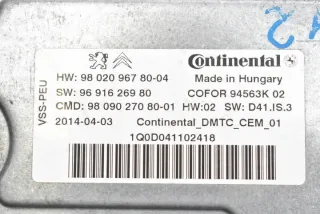 Continental
HW: 98 020 967 80-04
Made in Hungary
SW: 96 916 269 80
COFOR 94563K 02
CMD: 98 090 270 80-01
HW:02 SW: D41.IS.3
2014-04-03
Continental_DMTC_CEM_01
1Q0D041102418
VSS-PEU